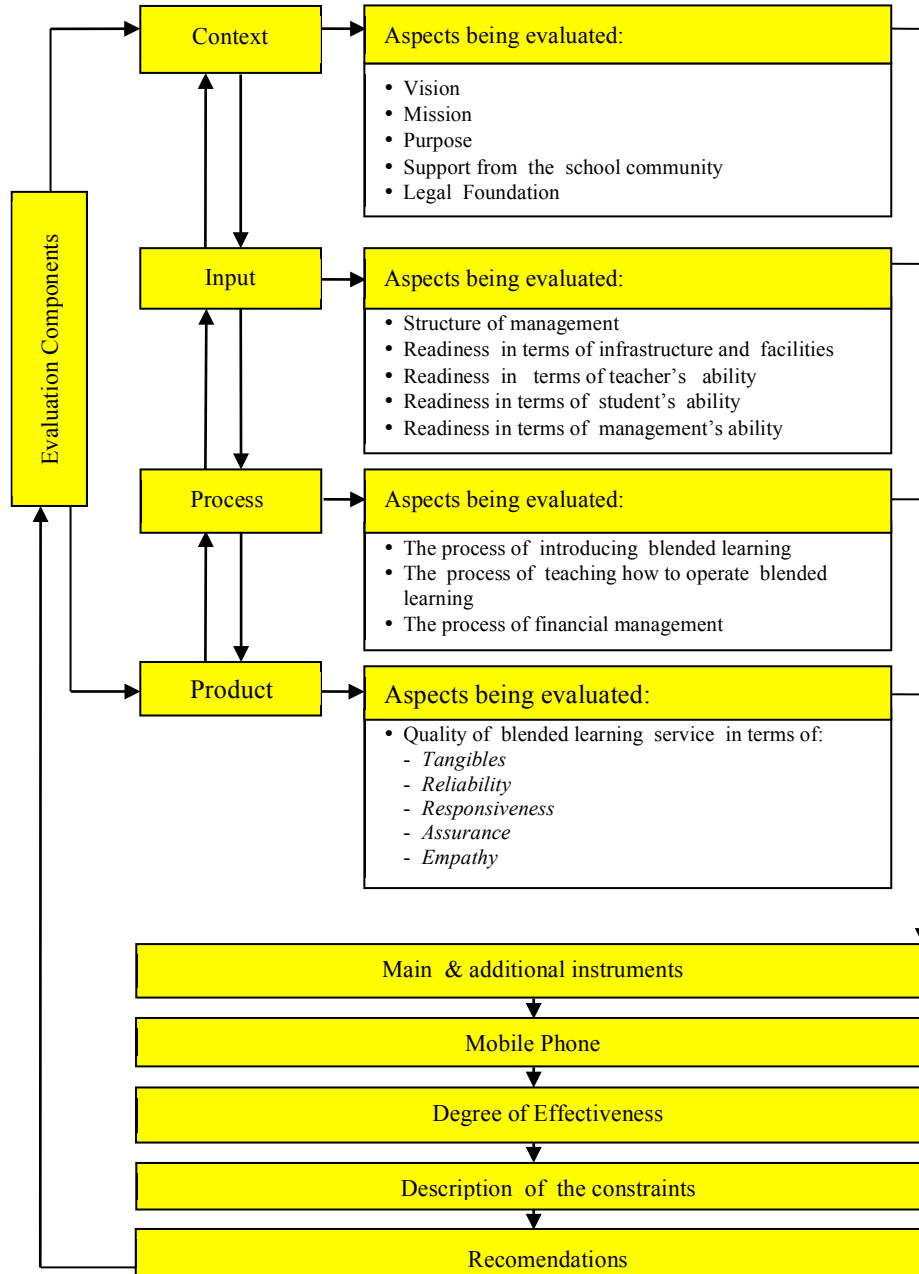 Context
Aspects being evaluated:
• Vision
• Mission
• Purpose
• Support from the school community
• Legal Foundation
Evaluation Components
Input
Aspects being evaluated:
• Structure of management
• Readiness in terms of infrastructure and facilities
• Readiness in terms of teacher’s ability
• Readiness in terms of student’s ability
• Readiness in terms of management’s ability
Process
Aspects being evaluated:
• The process of introducing blended learning
• The process of teaching how to operate blended
learning
• The process of financial management
Product
Aspects being evaluated:
• Quality of blended learning service in terms of:
- Tangibles
- Reliability
- Responsiveness
- Assurance
- Empathy
Main & additional instruments
Mobile Phone
Degree of Effectiveness
Description of the constraints
Recomendations